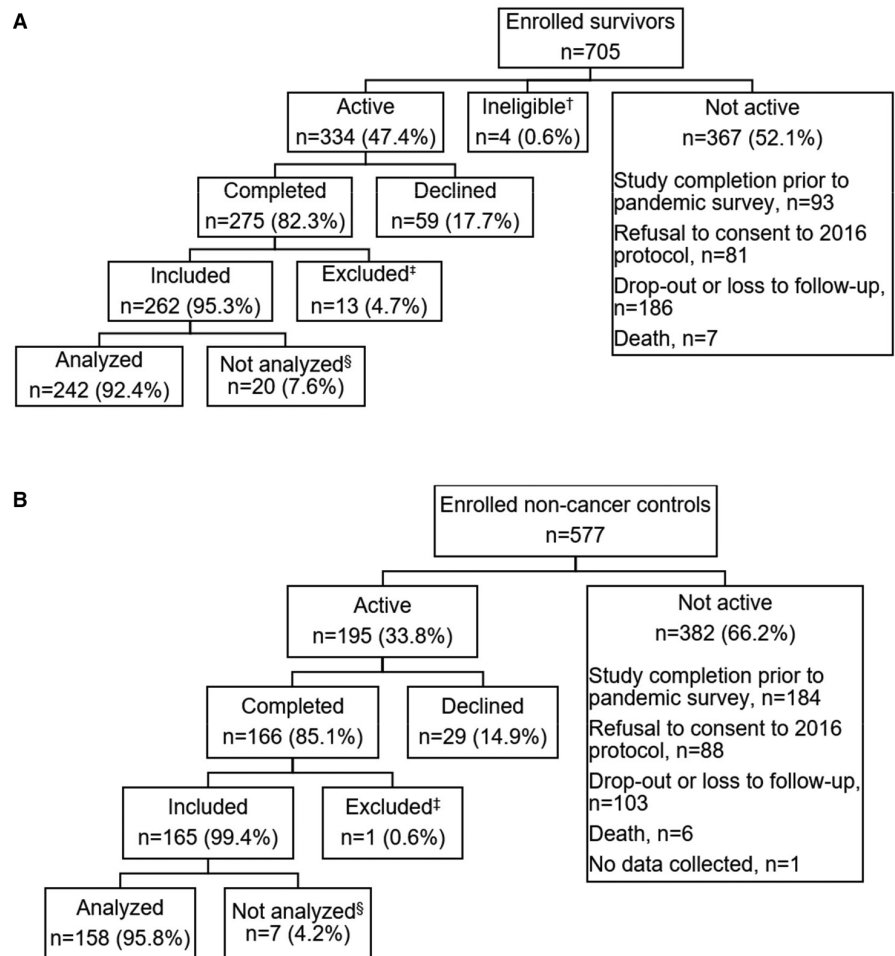 A
Enrolled survivors
n=705
Active
n=334 (47.4%)
Ineligible†
n=4 (0.6%)
Not active
n=367 (52.1%)
Study completion prior to
pandemic survey, n=93
Refusal to consent to 2016
protocol, n=81
Drop-out or loss to follow-up,
n=186
Death, n=7
Completed
n=275 (82.3%)
Declined
n=59 (17.7%)
Included
n=262 (95.3%)
Excluded‡
n=13 (4.7%)
Analyzed
n=242 (92.4%)
Not analyzed§
n=20 (7.6%)
B
Enrolled non-cancer controls
n=577
Active
n=195 (33.8%)
Not active
n=382 (66.2%)
Study completion prior to
pandemic survey, n=184
Refusal to consent to 2016
protocol, n=88
Drop-out or loss to follow-up,
n=103
Death, n=6
No data collected, n=1
Completed
n=166 (85.1%)
Declined
n=29 (14.9%)
Included
n=165 (99.4%)
Excluded‡
n=1 (0.6%)
Analyzed
n=158 (95.8%)
Not analyzed§
n=7 (4.2%)